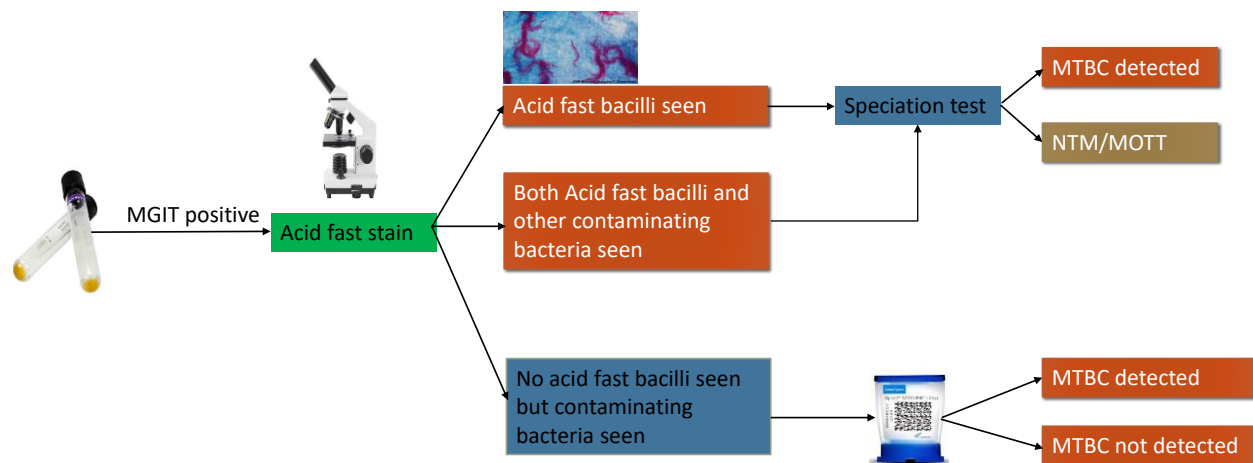 MGIT positive
Acid fast stain
Acid fast bacilli seen
Both Acid fast bacilli and
other contaminating
bacteria seen
No acid fast bacilli seen
but contaminating
bacteria seen
Speciation test
MTBC detected
NTM/MOTT
MTBC detected
MTBC not detected